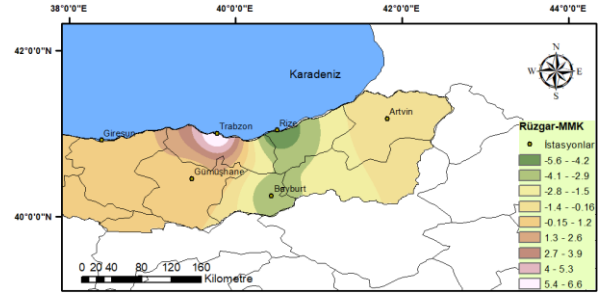 38°0'0"E 40°0'0"E 42°0'0"E 44°0'0"E
42°0'0"N
40°0'0"N
N
W E
S
Karadeniz
Giresun
Trabzon
Rize
Artvin
Gümüşhane
Bayburt
Rüzgar-MMK
İstasyonlar
-5.6 - -4.2
-4.1 - -2.9
-2.8 - -1.5
-1.4 - -0.16
-0.15 - 1.2
1.3 - 2.6
2.7 - 3.9
4 - 5.3
5.4 - 6.6
0 20 40 80 120 160
Kilometre